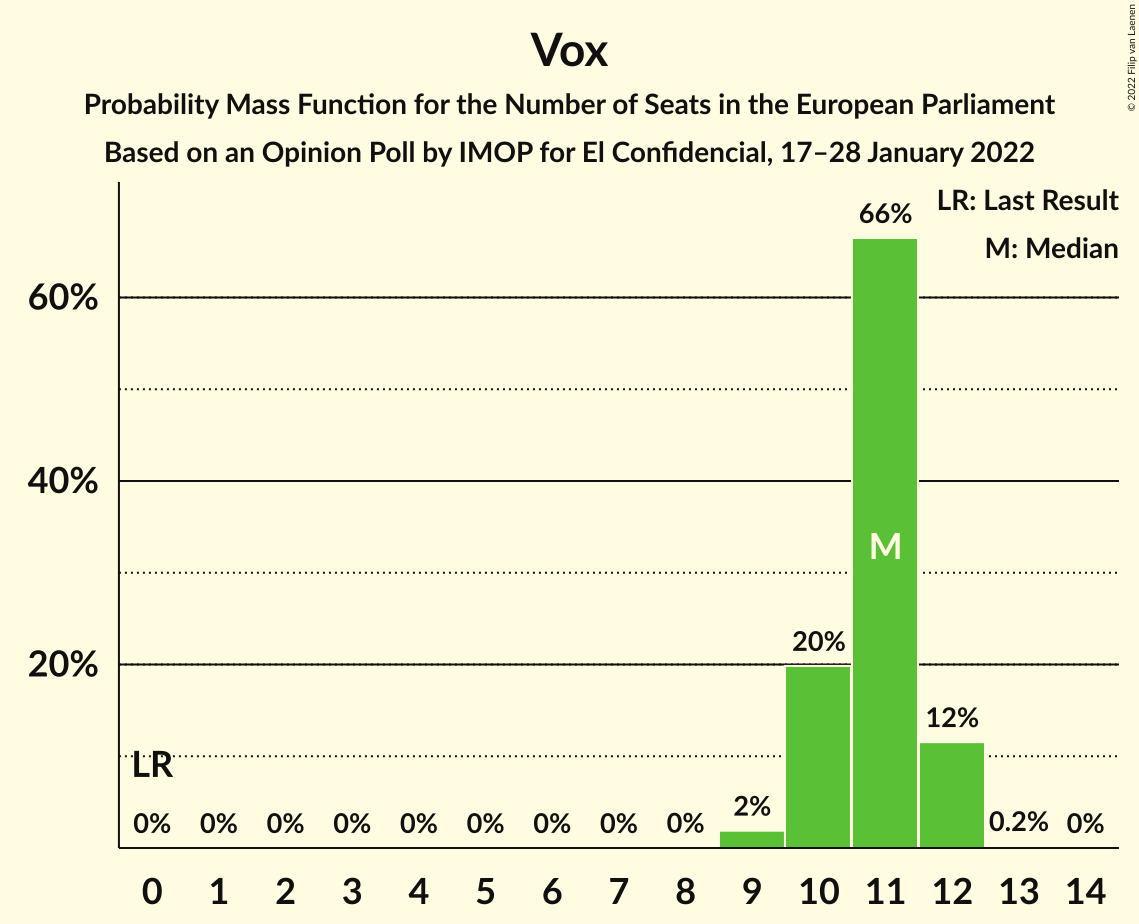 Vox
Probability Mass Function for the Number of Seats in the European Parliament
Based on an Opinion Poll by IMOP for El Confidencial, 17–28 January 2022
© 2022 Filip van Laenen
LR: Last Result
M: Median
60%
40%
20%
LR
0% 0% 0% 0% 0% 0% 0% 0% 0% 2% 20% 66% 12% 0.2% 0%
M
0 1 2 3 4 5 6 7 8 9 10 11 12 13 14